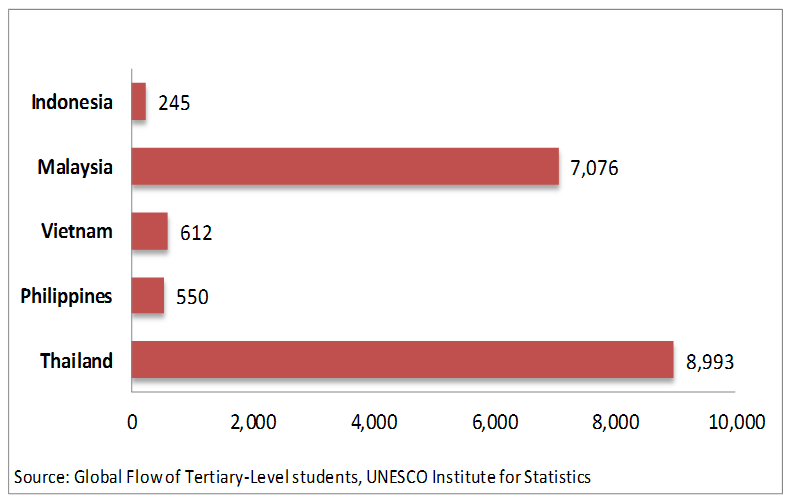 Indonesia 245
Malaysia 7,076
Vietnam 612
Philippines 550
Thailand 8,993
0 2,000 4,000 6,000 8,000 10,000
Source: Global Flow of Tertiary-Level students, UNESCO Institute for Statistics